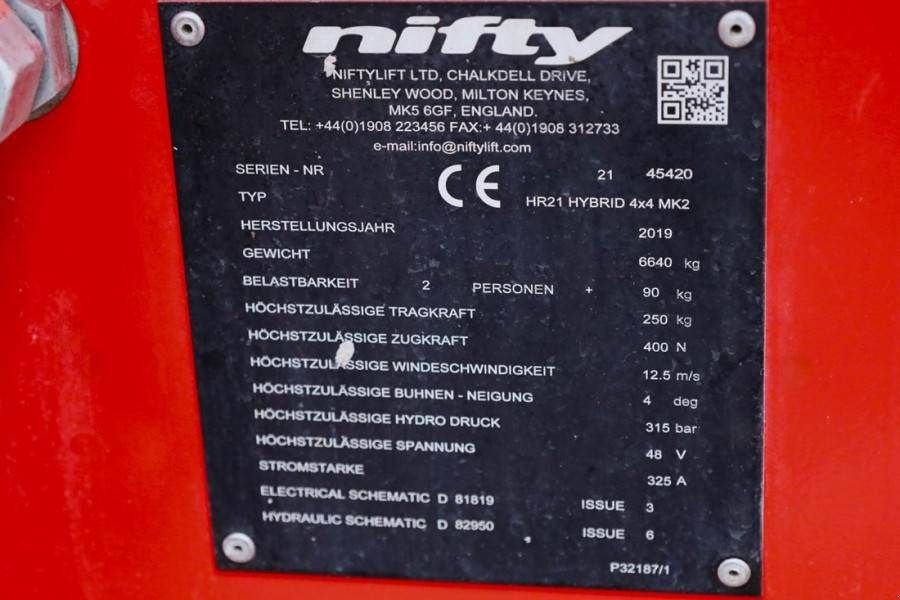 nifty
NIFTYLIFT LTD, CHALKDELL DRIVE,
SHENLEY WOOD, MILTON KEYNES,
MK5 6GF, ENGLAND.
TEL: +44(0)1908 223456 FAX:+ 44(0)1908 312733
e-mail:info@niftylift.com
SERIEN - NR 21 45420
CE
TYP HR21 HYBRID 4x4 MK2
HERSTELLUNGSJAHR 2019
GEWICHT 6640 kg
BELASTBARKEIT 2 PERSONEN + 90 kg
HÖCHSTZULÄSSIGE TRAGKRAFT 250 kg
HÖCHSTZULÄSSIGE ZUGKRAFT 400 N
HÖCHSTZULÄSSIGE WINDESCHWINDIGKEIT 12.5 m/s
HÖCHSTZULÄSSIGE BUHNEN - NEIGUNG 4 deg
HÖCHSTZULÄSSIGE HYDRO DRUCK 315 bar
HÖCHSTZULÄSSIGE SPANNUNG 48 V
STROMSTARKE 325 A
ELECTRICAL SCHEMATIC D 81819 ISSUE 3
HYDRAULIC SCHEMATIC D 82950 ISSUE 6
P32187/1